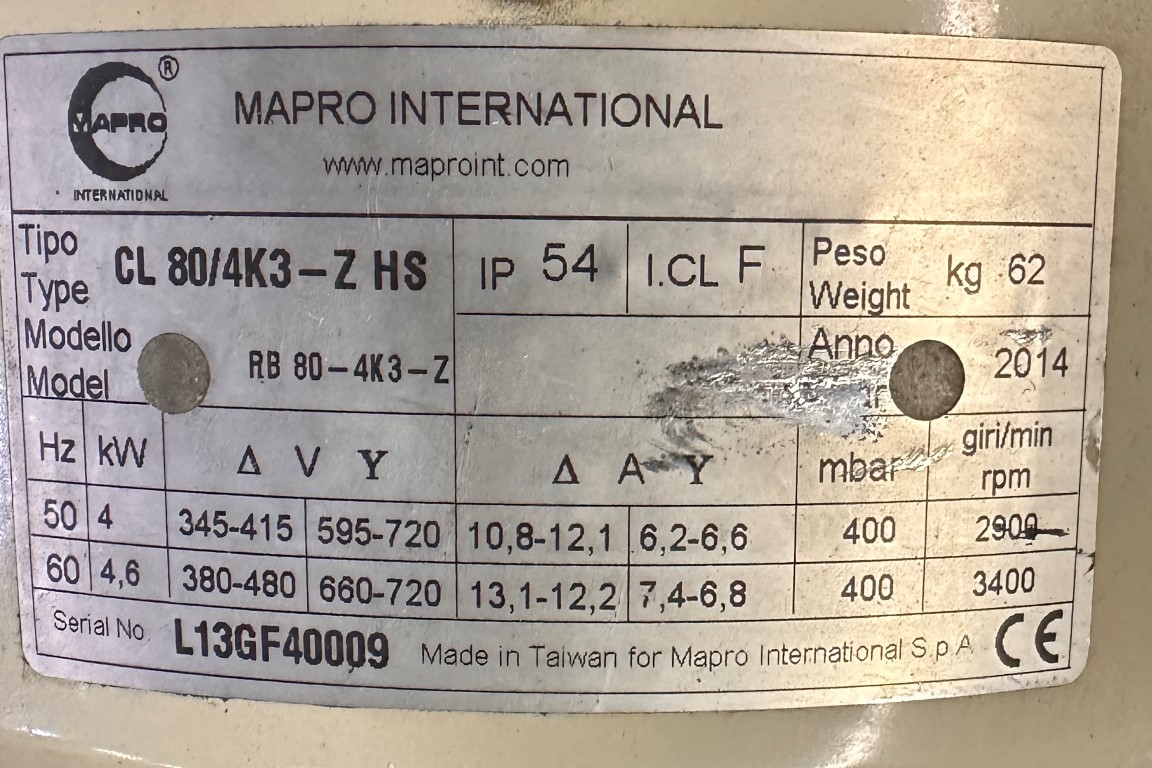 MAPRO
INTERNATIONAL
®
MAPRO INTERNATIONAL
www.maproint.com
Tipo
Type CL 80/4K3-Z HS IP 54 I.CL F Peso
Weight kg 62
Modello
Model RB 80-4K3-Z Anno 2014
Hz kW Δ V Y Δ A Y mbar giri/min
rpm
50 4 345-415 595-720 10,8-12,1 6,2-6,6 400 2900
60 4,6 380-480 660-720 13,1-12,2 7,4-6,8 400 3400
Serial No. L13GF40009 Made in Taiwan for Mapro International S.p.A. CE